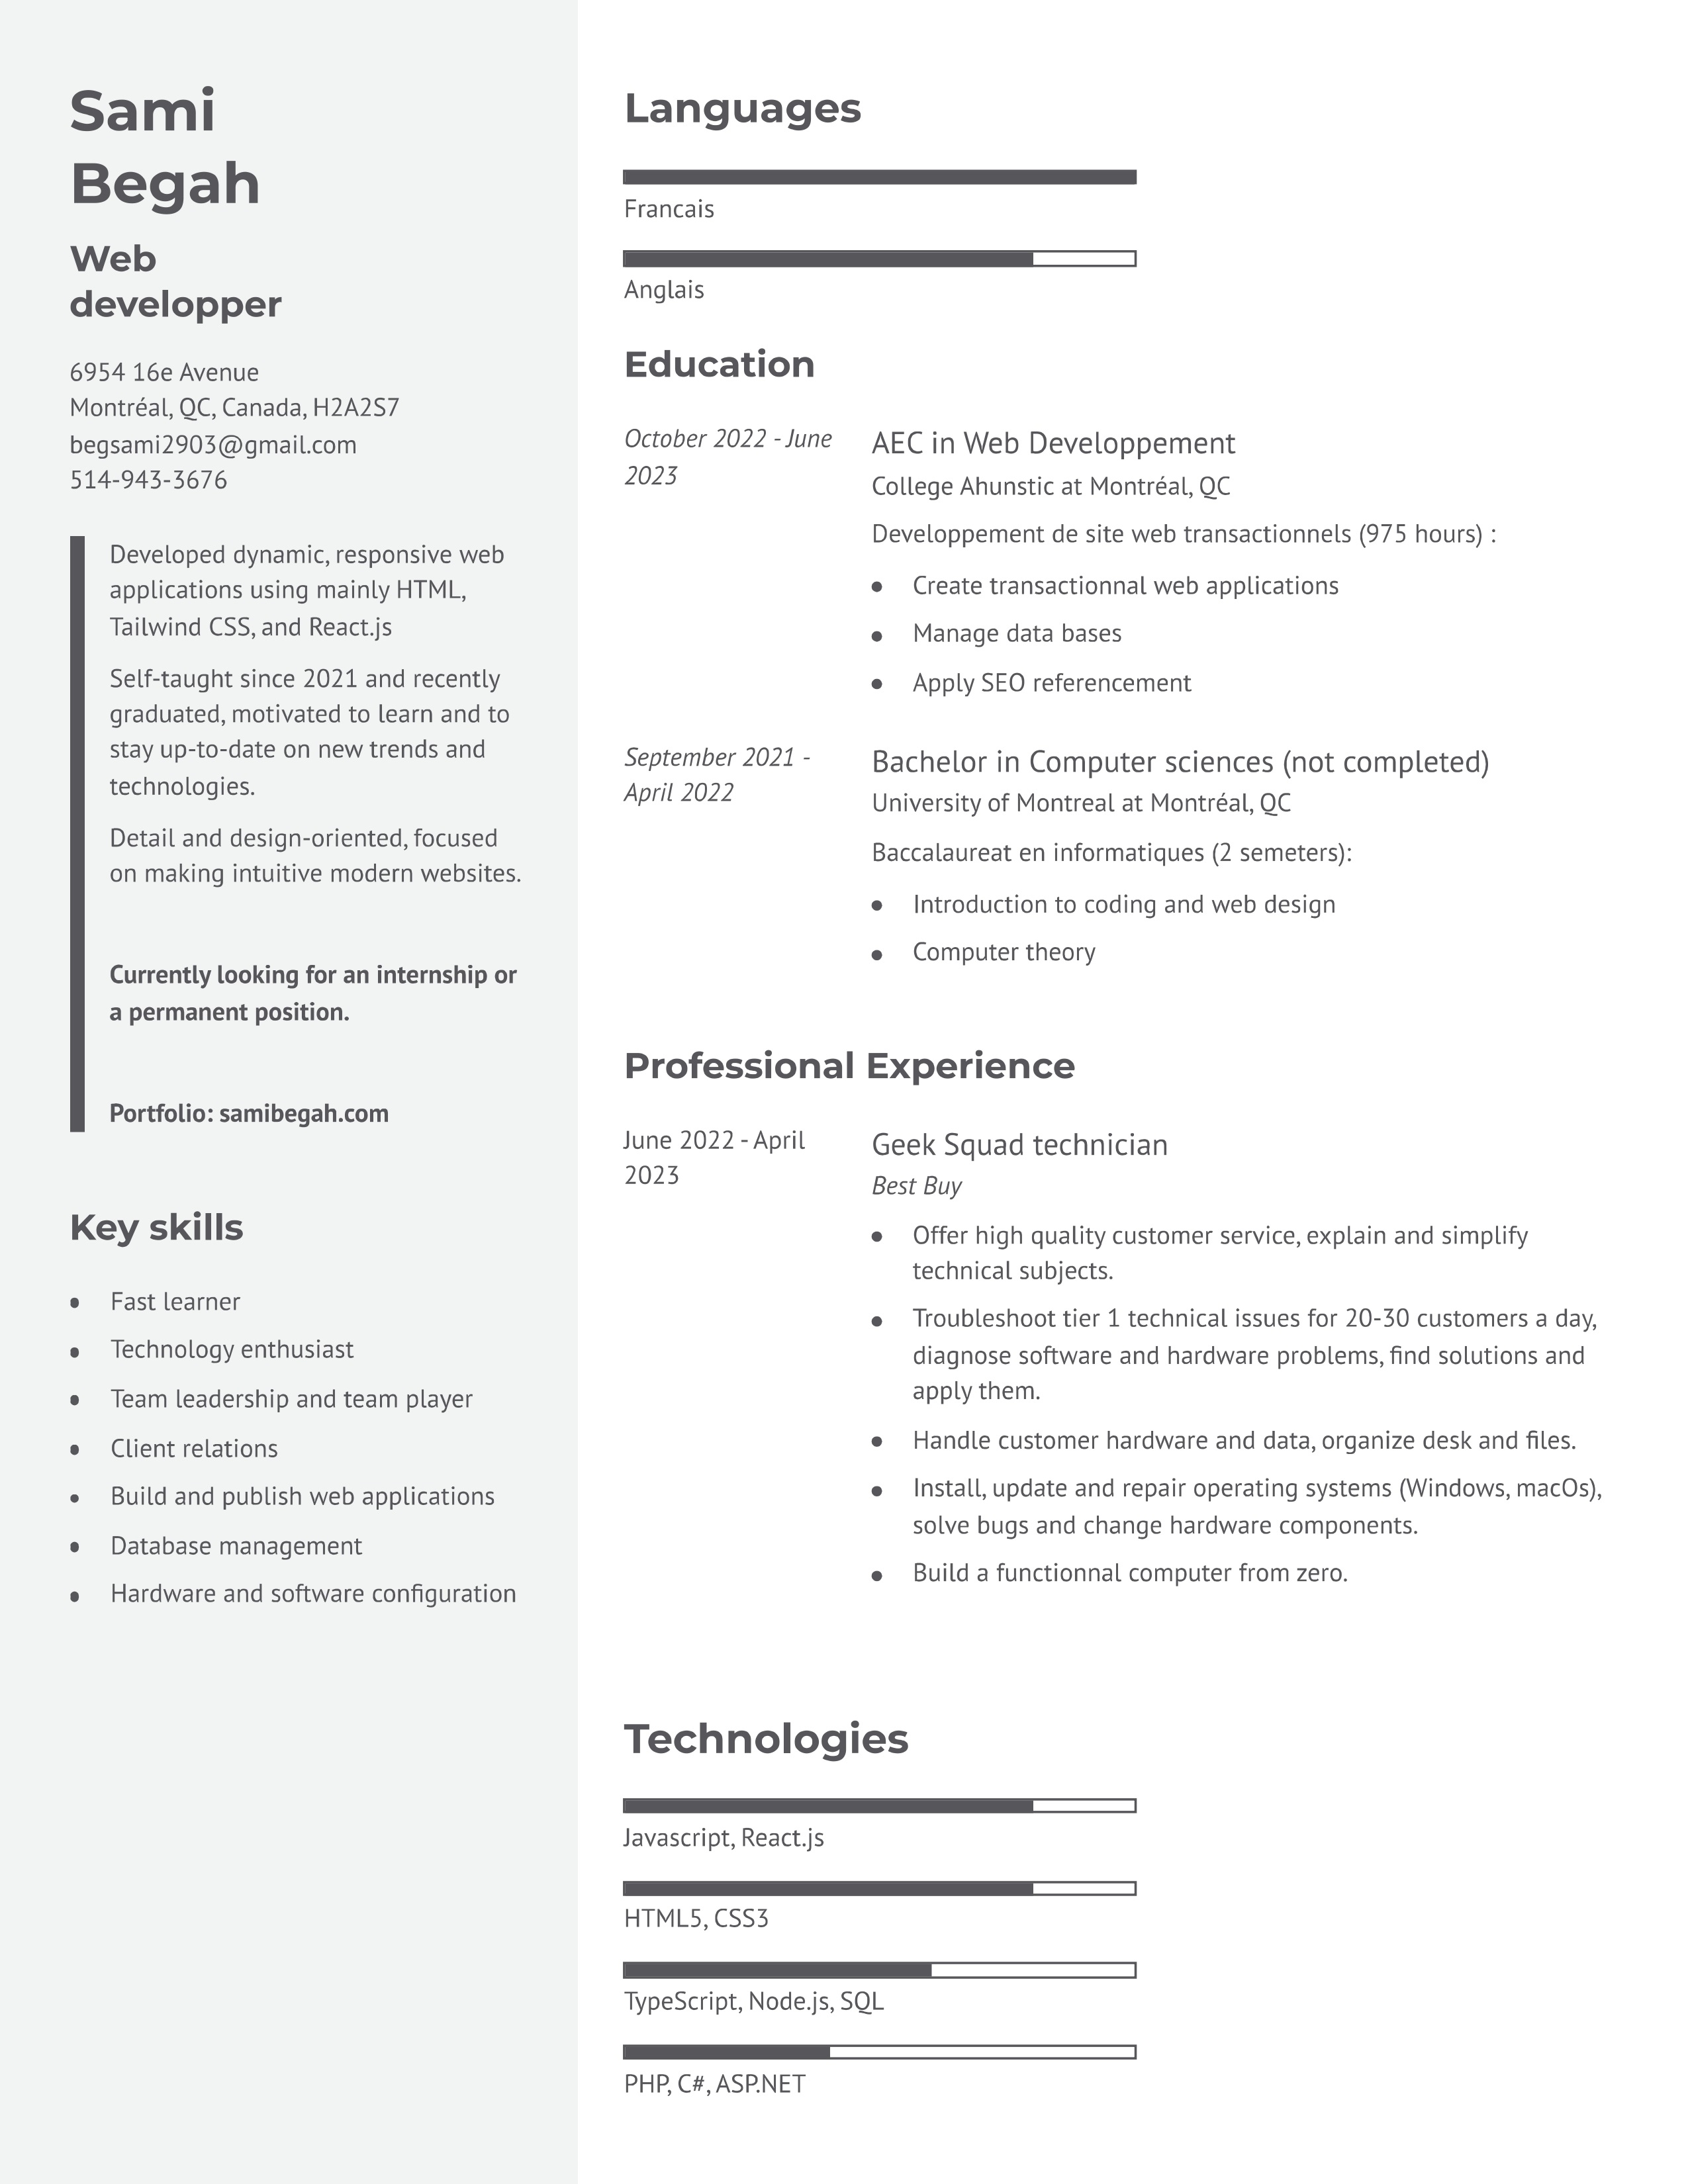 Sami
Begah
Web
developper
6954 16e Avenue
Montréal, QC, Canada, H2A2S7
begsami2903@gmail.com
514-943-3676
Developed dynamic, responsive web
applications using mainly HTML,
Tailwind CSS, and React.js
Self-taught since 2021 and recently
graduated, motivated to learn and to
stay up-to-date on new trends and
technologies.
Detail and design-oriented, focused
on making intuitive modern websites.
Currently looking for an internship or
a permanent position.
Portfolio: samibegah.com
Key skills
• Fast learner
• Technology enthusiast
• Team leadership and team player
• Client relations
• Build and publish web applications
• Database management
• Hardware and software configuration
Languages
Francais
Anglais
Education
October 2022 - June
2023
AEC in Web Developpement
College Ahunstic at Montréal, QC
Developpement de site web transactionnels (975 hours) :
• Create transactionnal web applications
• Manage data bases
• Apply SEO referencement
September 2021 -
April 2022
Bachelor in Computer sciences (not completed)
University of Montreal at Montréal, QC
Baccalaureat en informatiques (2 semeters):
• Introduction to coding and web design
• Computer theory
Professional Experience
June 2022 - April
2023
Geek Squad technician
Best Buy
• Offer high quality customer service, explain and simplify
technical subjects.
• Troubleshoot tier 1 technical issues for 20-30 customers a day,
diagnose software and hardware problems, find solutions and
apply them.
• Handle customer hardware and data, organize desk and files.
• Install, update and repair operating systems (Windows, macOs),
solve bugs and change hardware components.
• Build a functionnal computer from zero.
Technologies
Javascript, React.js
HTML5, CSS3
TypeScript, Node.js, SQL
PHP, C#, ASP.NET